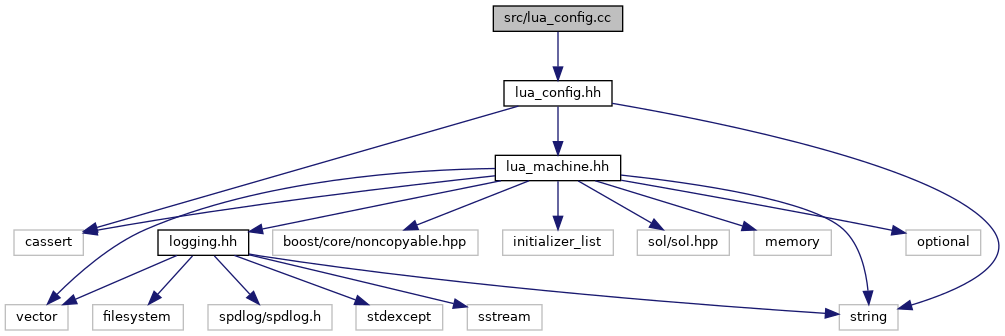 src/lua_config.cc
lua_config.hh
lua_machine.hh
cassert
logging.hh
boost/core/noncopyable.hpp
initializer_list
sol/sol.hpp
memory
optional
vector
filesystem
spdlog/spdlog.h
stdexcept
sstream
string